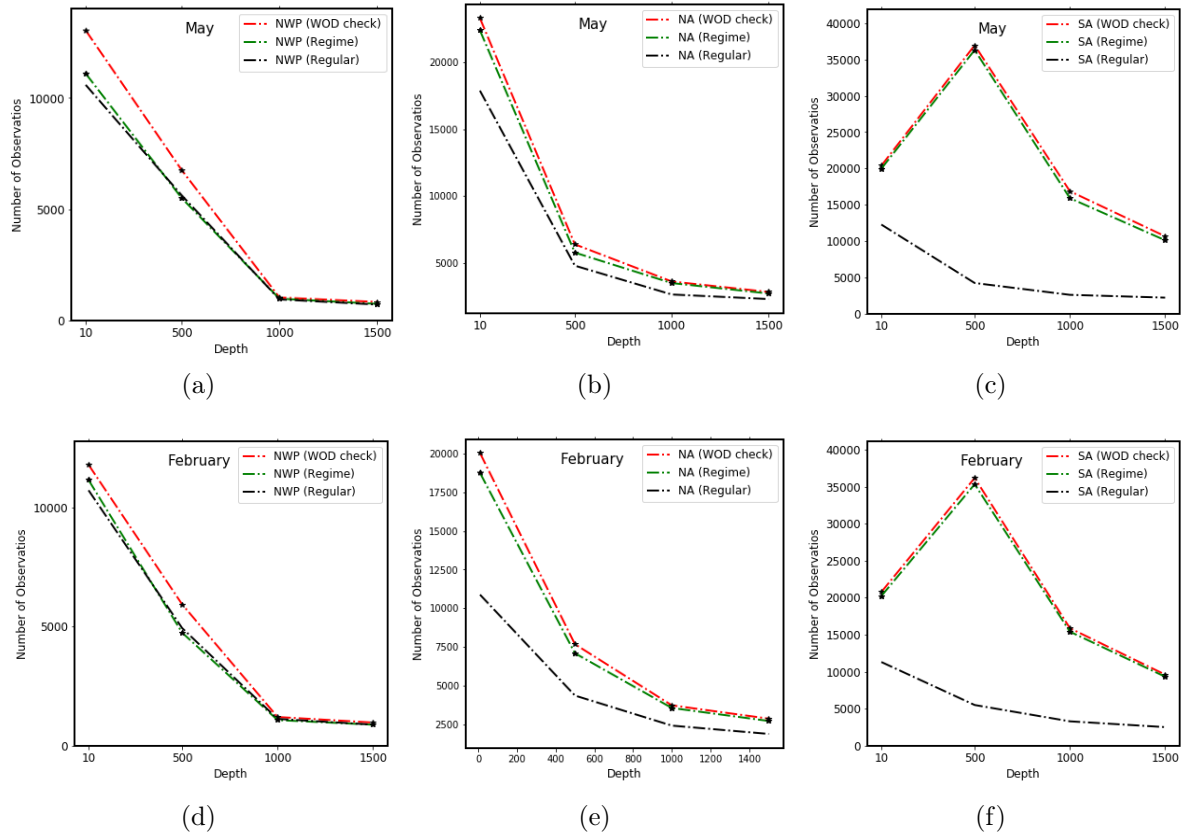 May
NWP (WOD check)
NWP (Regime)
NWP (Regular)
Number of Observatios
10000
5000
0
10 500 1000 1500
Depth
(a)
May
NA (WOD check)
NA (Regime)
NA (Regular)
Number of Observatios
20000
15000
10000
5000
10 500 1000 1500
Depth
(b)
May
SA (WOD check)
SA (Regime)
SA (Regular)
Number of Observatios
40000
35000
30000
25000
20000
15000
10000
5000
0
10 500 1000 1500
Depth
(c)
February
NWP (WOD check)
NWP (Regime)
NWP (Regular)
Number of Observatios
10000
5000
0
10 500 1000 1500
Depth
(d)
February
NA (WOD check)
NA (Regime)
NA (Regular)
Number of Observatios
20000
17500
15000
12500
10000
7500
5000
2500
0 200 400 600 800 1000 1200 1400
Depth
(e)
February
SA (WOD check)
SA (Regime)
SA (Regular)
Number of Observatios
40000
35000
30000
25000
20000
15000
10000
5000
0
10 500 1000 1500
Depth
(f)